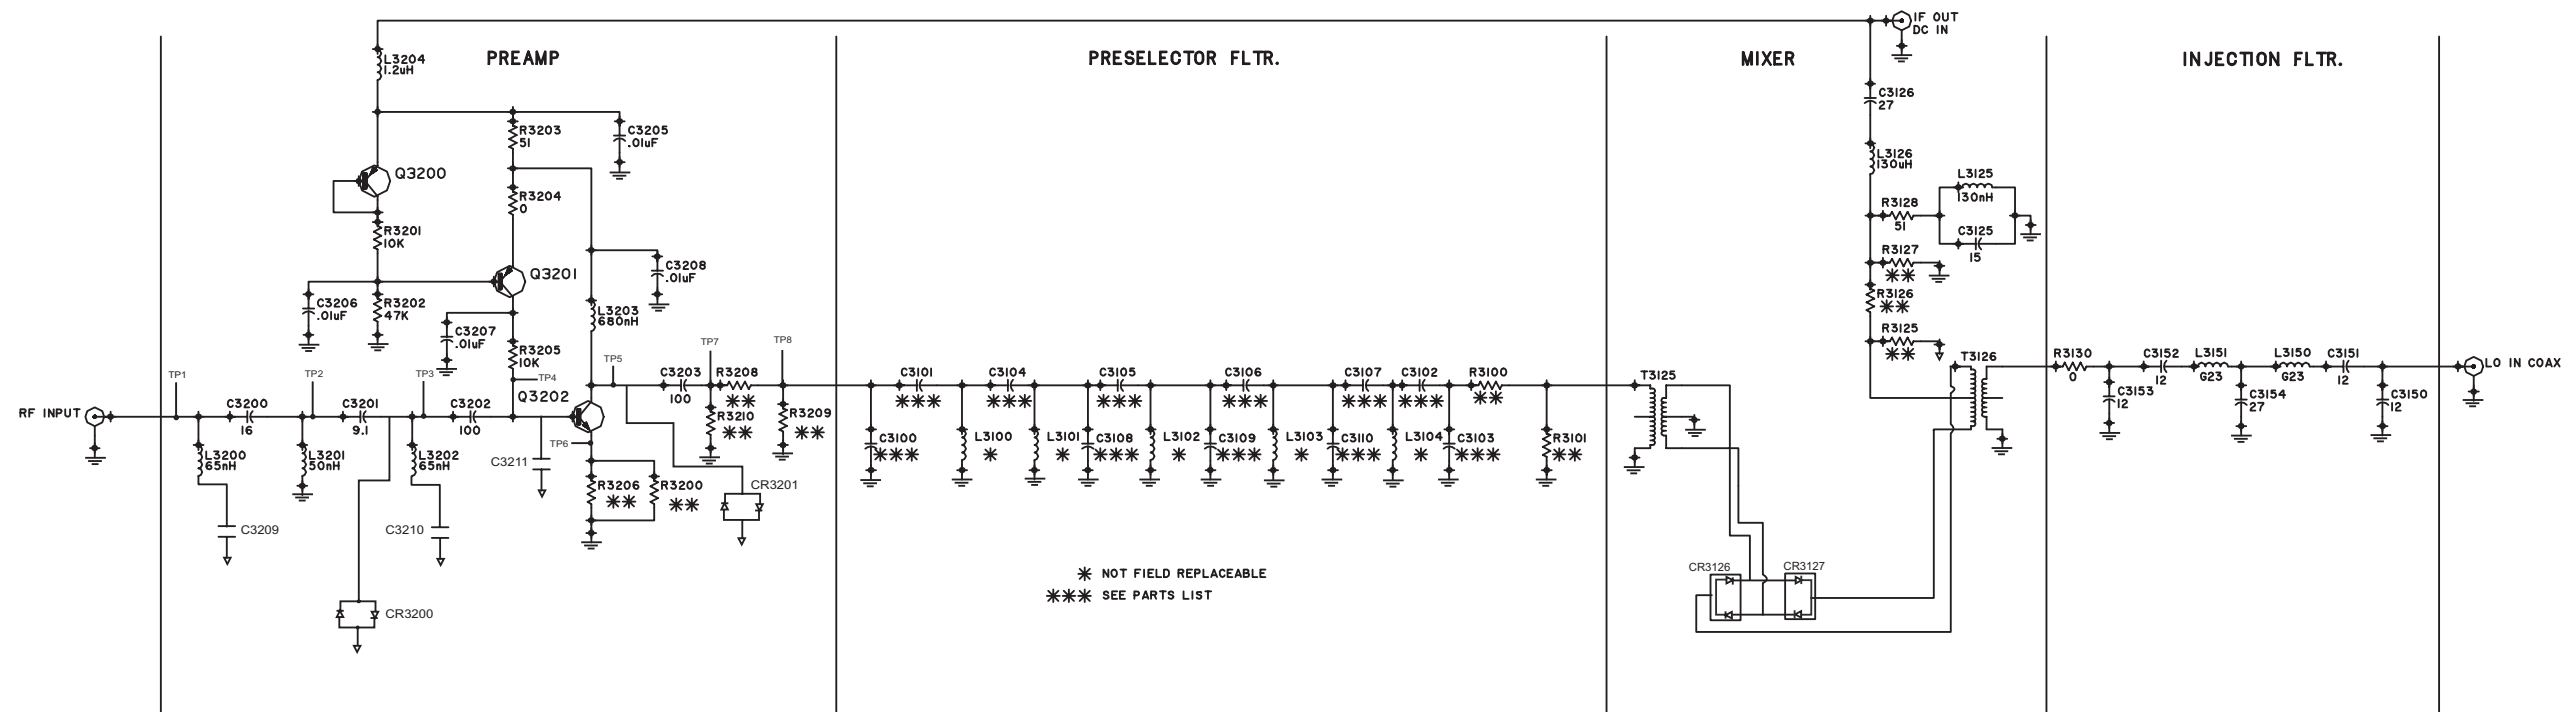 IF OUT
DC IN
PREAMP
PRESELECTOR FLTR.
MIXER
INJECTION FLTR.
L3204
1.2uH
R3203
51
C3205
.01uF
Q3200
R3204
0
R3201
10K
Q3201
C3208
.01uF
C3206
.01uF
R3202
47K
C3207
.01uF
L3203
680nH
R3205
10K
TP1
TP2
TP3
TP4
TP5
TP7
TP8
RF INPUT
C3200
16
C3201
9.1
C3202
100
Q3202
C3203
100
R3208
**
R3210
**
R3209
**
L3200
65nH
L3201
50nH
L3202
65nH
C3211
TP6
R3206
**
R3200
**
CR3201
C3209
C3210
CR3200
C3101
***
C3104
***
C3105
***
C3106
***
C3107
***
C3102
***
R3100
**
C3100
***
L3100
*
L3101
*
C3108
***
L3102
*
C3109
***
L3103
*
C3110
***
L3104
*
C3103
***
R3101
**
* NOT FIELD REPLACEABLE
*** SEE PARTS LIST
C3126
27
L3126
130uH
L3125
130nH
R3128
51
C3125
15
R3127
**
R3126
**
R3125
**
T3125
T3126
CR3126
CR3127
R3130
0
C3152
12
L3151
G23
L3150
G23
C3151
12
LO IN COAX
C3153
12
C3154
27
C3150
12